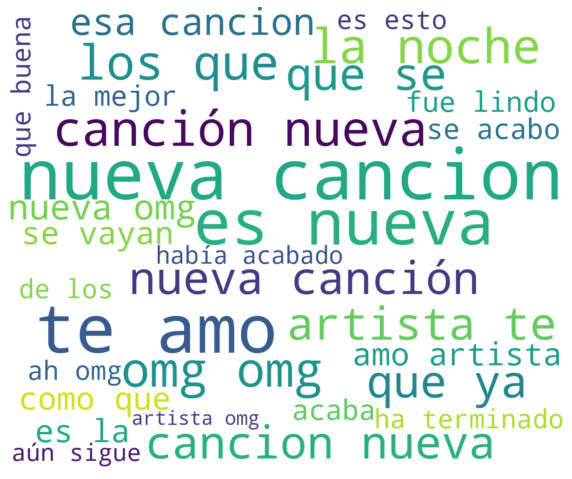 que buena
esa cancion
es esto
los que
la noche
que se
la mejor
fue lindo
canción nueva
se acabo
nueva cancion
nueva omg
es nueva
se vayan
había acabado
de los
nueva canción
te amo
artista te
ah omg
omg omg
amo artista
que ya
como que
artista omg
acaba
ha terminado
es la
cancion nueva
aún sigue